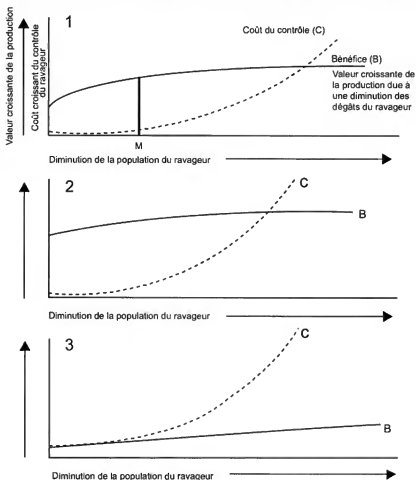 Valeur croissante de la production
Coût croissant du contrôle
du ravageur
1
Coût du contrôle (C)
Bénéfice (B)
Valeur croissante de
la production due à
une diminution des
dégâts du ravageur
M
Diminution de la population du ravageur
2
C
B
Diminution de la population du ravageur
3
C
B
Diminution de la population du ravageur